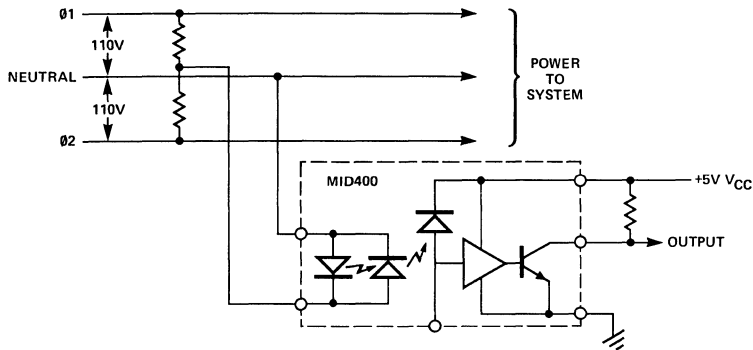 Ø1
110V
NEUTRAL
110V
Ø2
POWER
TO
SYSTEM
MID400
+5V VCC
OUTPUT